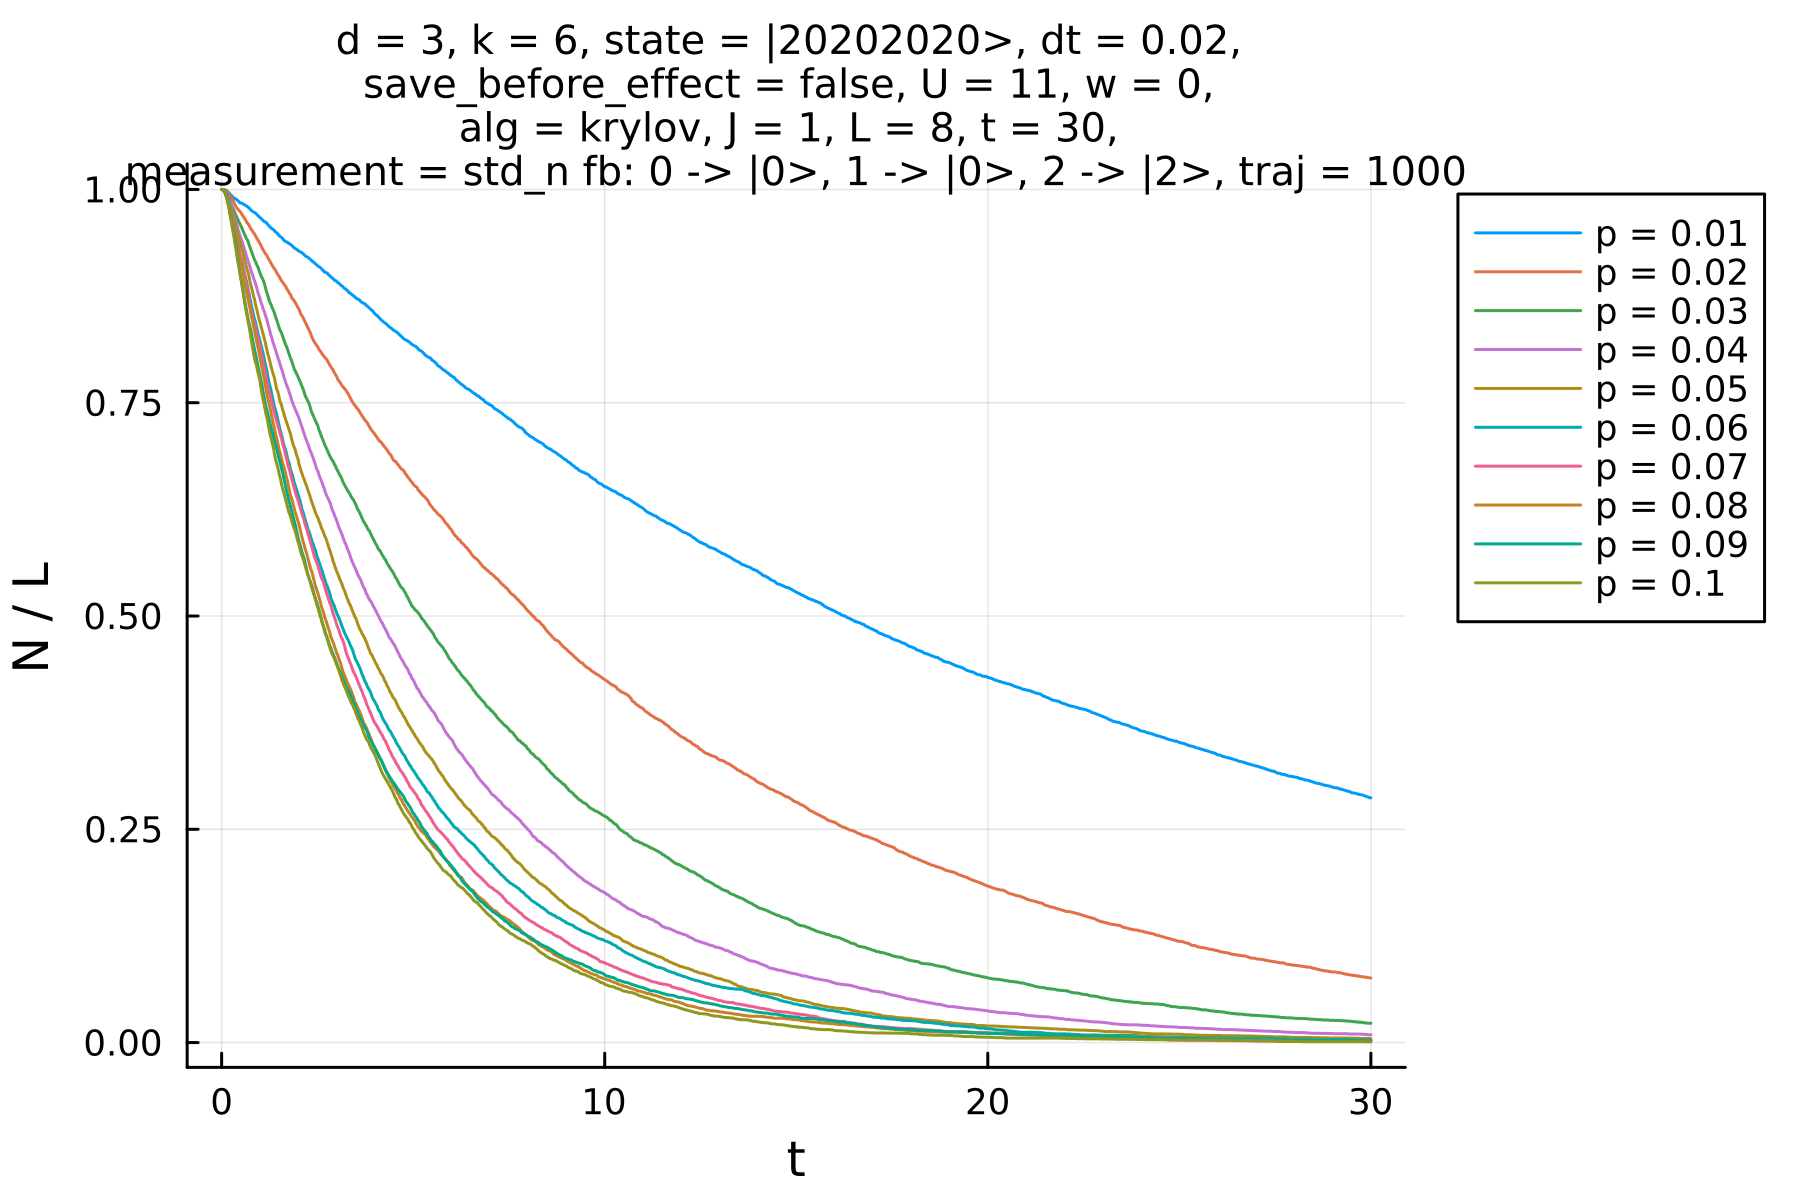 d = 3, k = 6, state = |20202020>, dt = 0.02,
save_before_effect = false, U = 11, w = 0,
alg = krylov, J = 1, L = 8, t = 30,
measurement = std_n fb: 0 -> |0>, 1 -> |0>, 2 -> |2>, traj = 1000
1.00
0.75
0.50
0.25
0.00
N / L
0
10
20
30
t
p = 0.01
p = 0.02
p = 0.03
p = 0.04
p = 0.05
p = 0.06
p = 0.07
p = 0.08
p = 0.09
p = 0.1